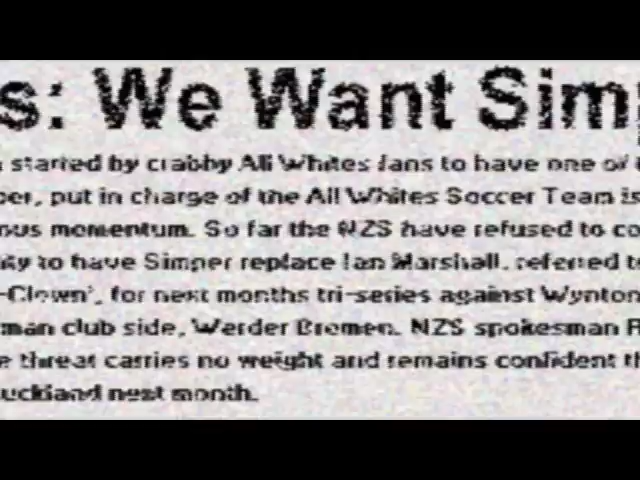 s: We Want Sim
started by crabby All Whites fans to have one of
per, put in charge of the All Whites Soccer Team is
momentum. So far the NZS have refused to co
to have Simper replace Ian Marshall, referred t
-Clown', for next months tri-series against Wynton
man club side, Werder Bremen. NZS spokesman R
e threat carries no weight and remains confident th
uckland next month.